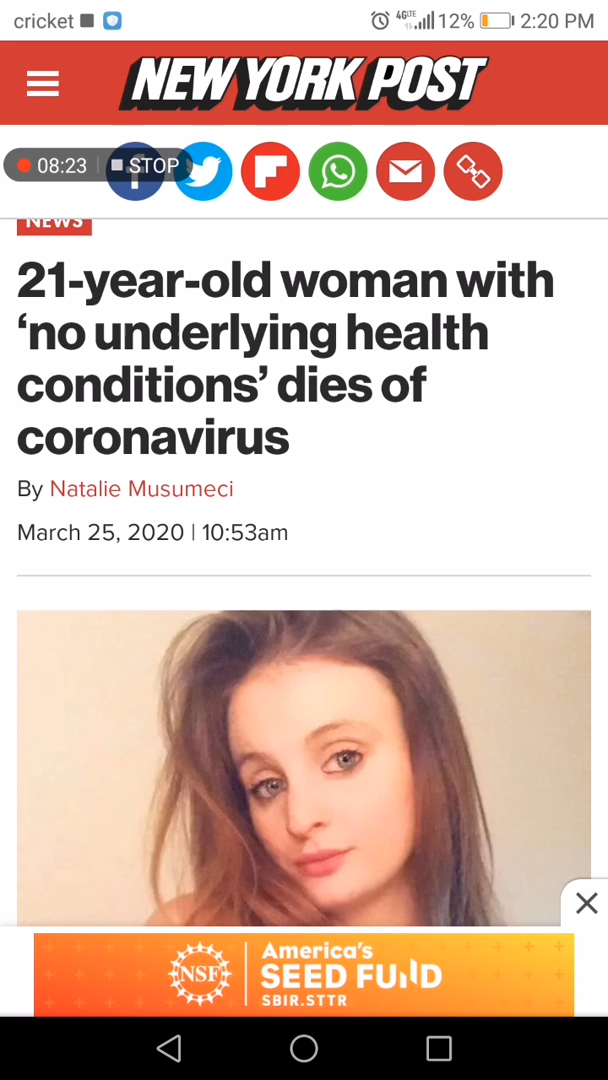 cricket 4G LTE 12% 2:20 PM
NEW YORK POST
08:23 STOP
NEWS
21-year-old woman with
‘no underlying health
conditions’ dies of
coronavirus
By Natalie Musumeci
March 25, 2020 | 10:53am
NSF
America's
SEED FUND
SBIR.STTR